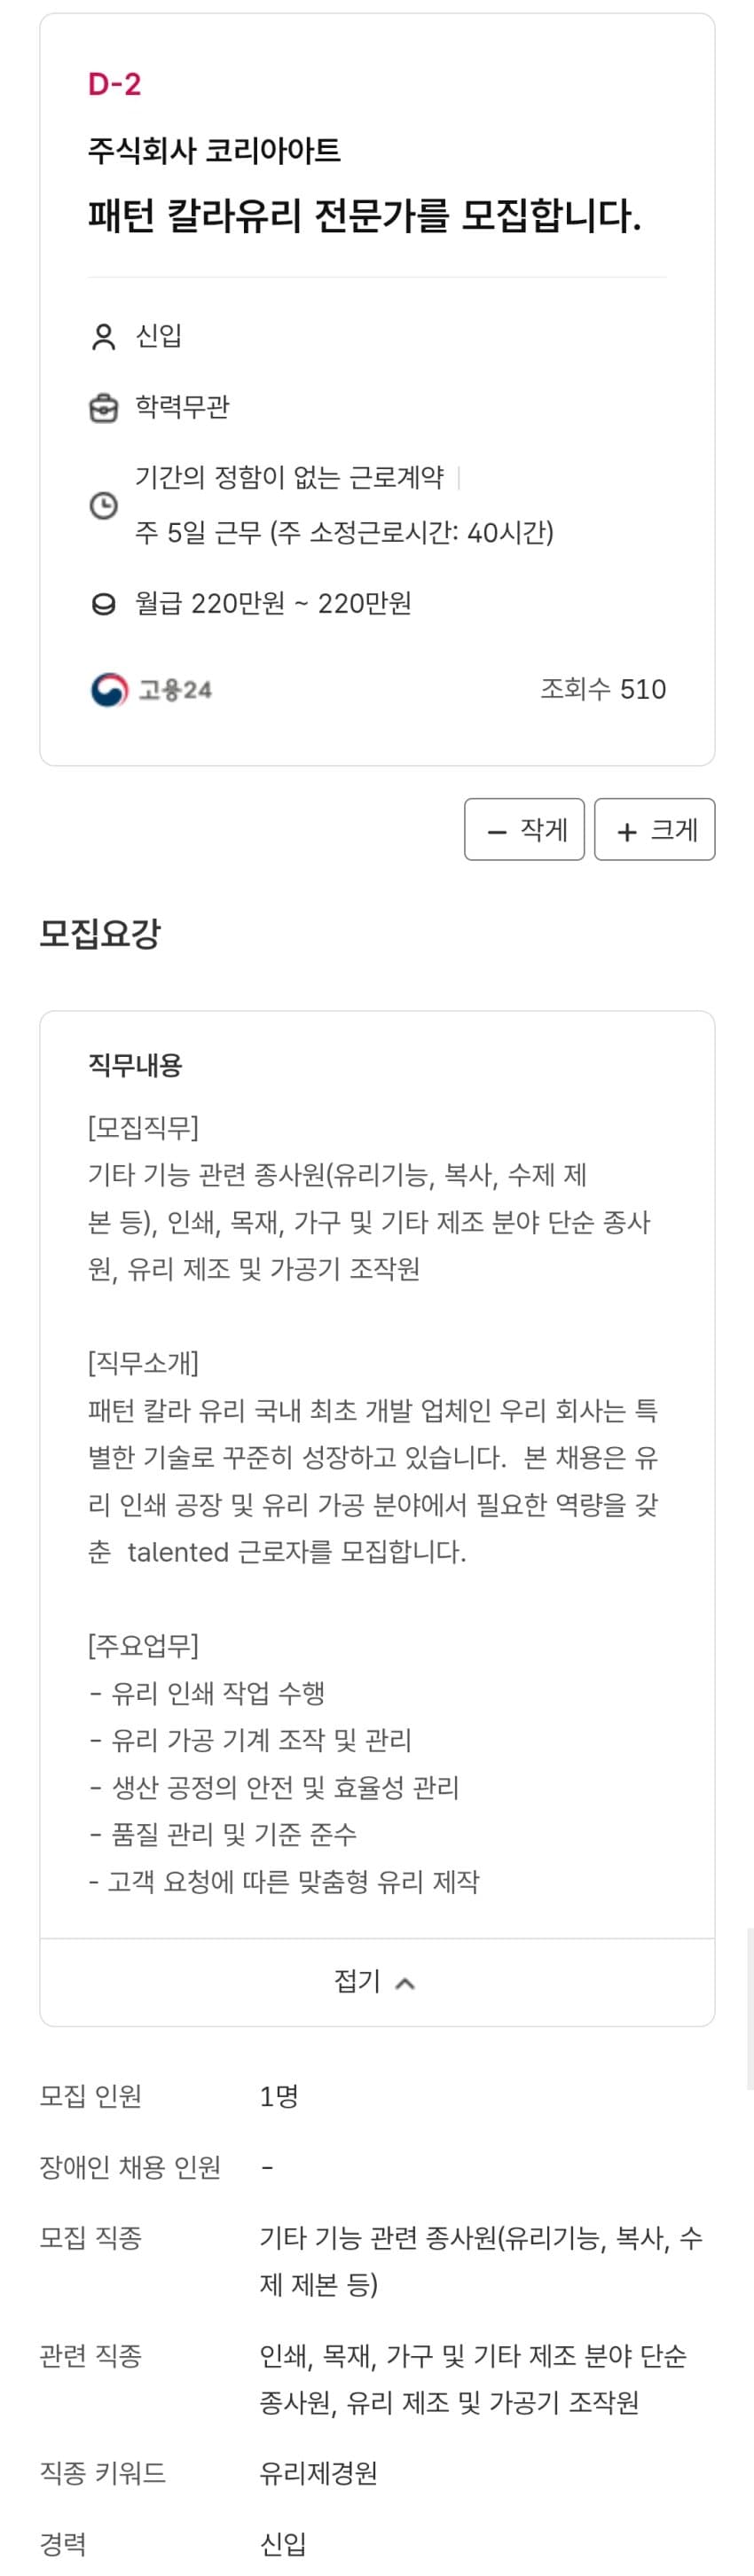 D-2
주식회사 코리아아트
패턴 칼라유리 전문가를 모집합니다.
신입
학력무관
기간의 정함이 없는 근로계약
주 5일 근무 (주 소정근로시간: 40시간)
월급 220만원 ~ 220만원
고용24 조회수 510
− 작게 + 크게
모집요강
직무내용
[모집직무]
기타 기능 관련 종사원(유리기능, 복사, 수제 제
본 등), 인쇄, 목재, 가구 및 기타 제조 분야 단순 종사
원, 유리 제조 및 가공기 조작원
[직무소개]
패턴 칼라 유리 국내 최초 개발 업체인 우리 회사는 특
별한 기술로 꾸준히 성장하고 있습니다. 본 채용은 유
리 인쇄 공장 및 유리 가공 분야에서 필요한 역량을 갖
춘 talented 근로자를 모집합니다.
[주요업무]
- 유리 인쇄 작업 수행
- 유리 가공 기계 조작 및 관리
- 생산 공정의 안전 및 효율성 관리
- 품질 관리 및 기준 준수
- 고객 요청에 따른 맞춤형 유리 제작
접기
모집 인원 1명
장애인 채용 인원 -
모집 직종 기타 기능 관련 종사원(유리기능, 복사, 수
제 제본 등)
관련 직종 인쇄, 목재, 가구 및 기타 제조 분야 단순
종사원, 유리 제조 및 가공기 조작원
직종 키워드 유리제경원
경력 신입